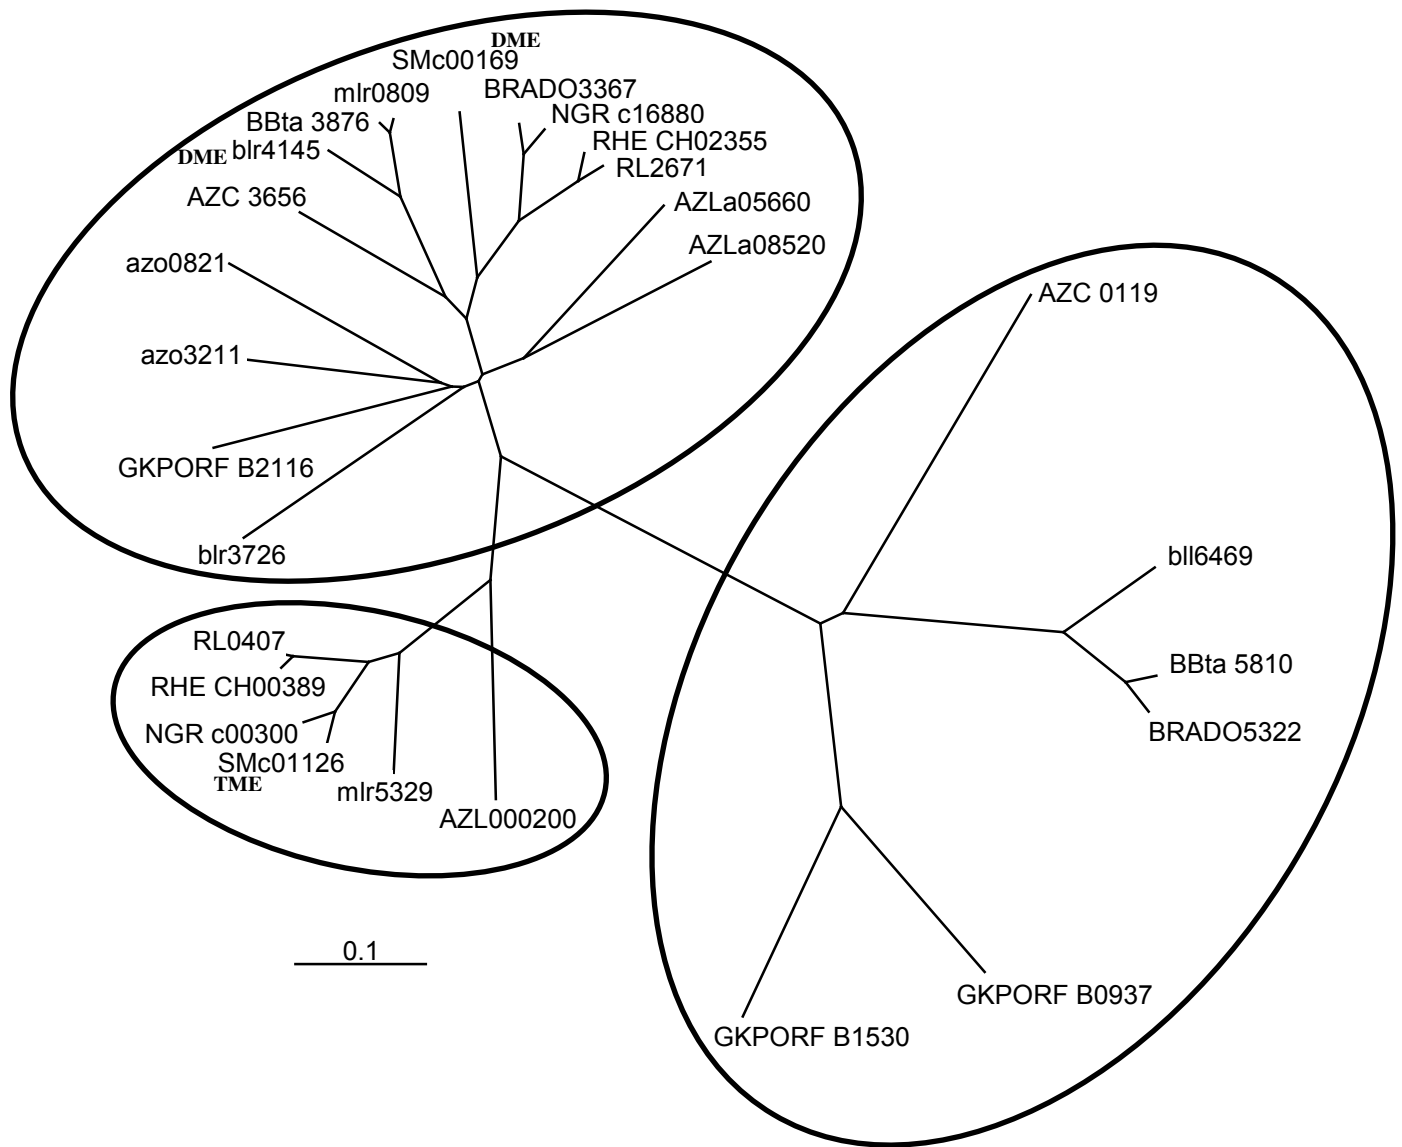 DME
SMc00169
mlr0809
BRADO3367
BBta 3876
NGR c16880
DME blr4145
RHE CH02355
RL2671
AZC 3656
AZLa05660
AZLa08520
azo0821
AZC 0119
azo3211
GKPORF B2116
blr3726
bll6469
RL0407
BBta 5810
RHE CH00389
NGR c00300
BRADO5322
SMc01126
TME
mlr5329
AZL000200
0.1
GKPORF B0937
GKPORF B1530